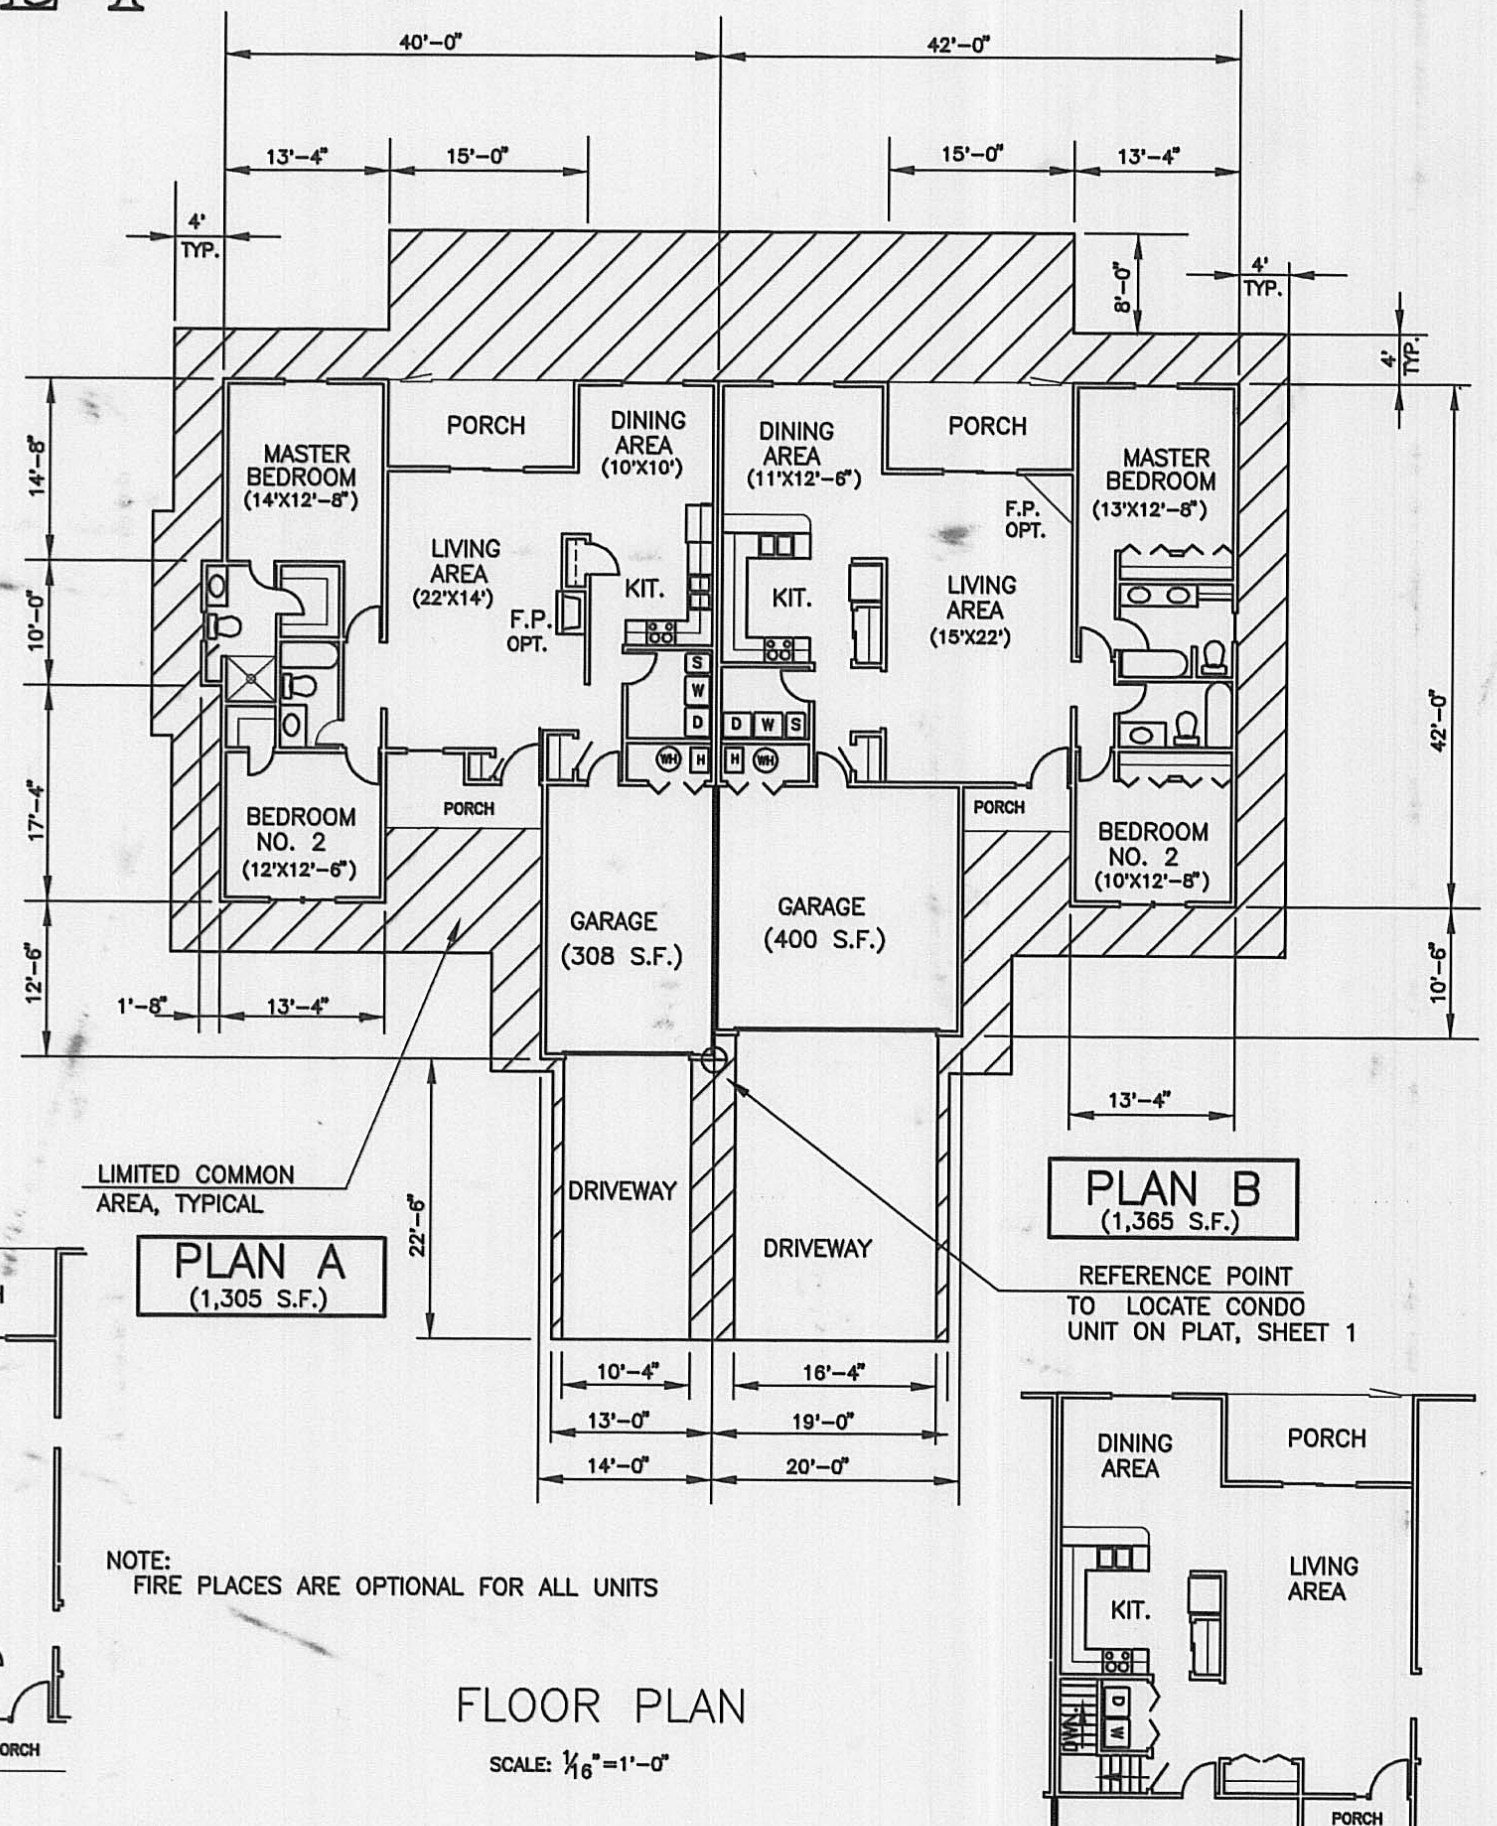 40'-0"
42'-0"
13'-4"
15'-0"
15'-0"
13'-4"
4'
TYP.
8'-0"
4'
TYP.
4'
TYP.
14'-8"
10'-0"
17'-4"
12'-6"
MASTER
BEDROOM
(14'X12'-8")
PORCH
DINING
AREA
(10'X10')
DINING
AREA
(11'X12'-6")
PORCH
MASTER
BEDROOM
(13'X12'-8")
F.P.
OPT.
LIVING
AREA
(22'X14')
F.P.
OPT.
KIT.
KIT.
LIVING
AREA
(15'X22')
S
W
D
D W S
WH H
H WH
42'-0"
10'-6"
BEDROOM
NO. 2
(12'X12'-6")
PORCH
PORCH
BEDROOM
NO. 2
(10'X12'-8")
GARAGE
(308 S.F.)
GARAGE
(400 S.F.)
1'-8"
13'-4"
13'-4"
LIMITED COMMON
AREA, TYPICAL
22'-6"
DRIVEWAY
DRIVEWAY
PLAN A
(1,305 S.F.)
PLAN B
(1,365 S.F.)
REFERENCE POINT
TO LOCATE CONDO
UNIT ON PLAT, SHEET 1
10'-4"
16'-4"
13'-0"
19'-0"
14'-0"
20'-0"
NOTE:
FIRE PLACES ARE OPTIONAL FOR ALL UNITS
FLOOR PLAN
SCALE: 1/16"=1'-0"
ORCH
DINING
AREA
PORCH
LIVING
AREA
KIT.
D
W
DWN.
PORCH